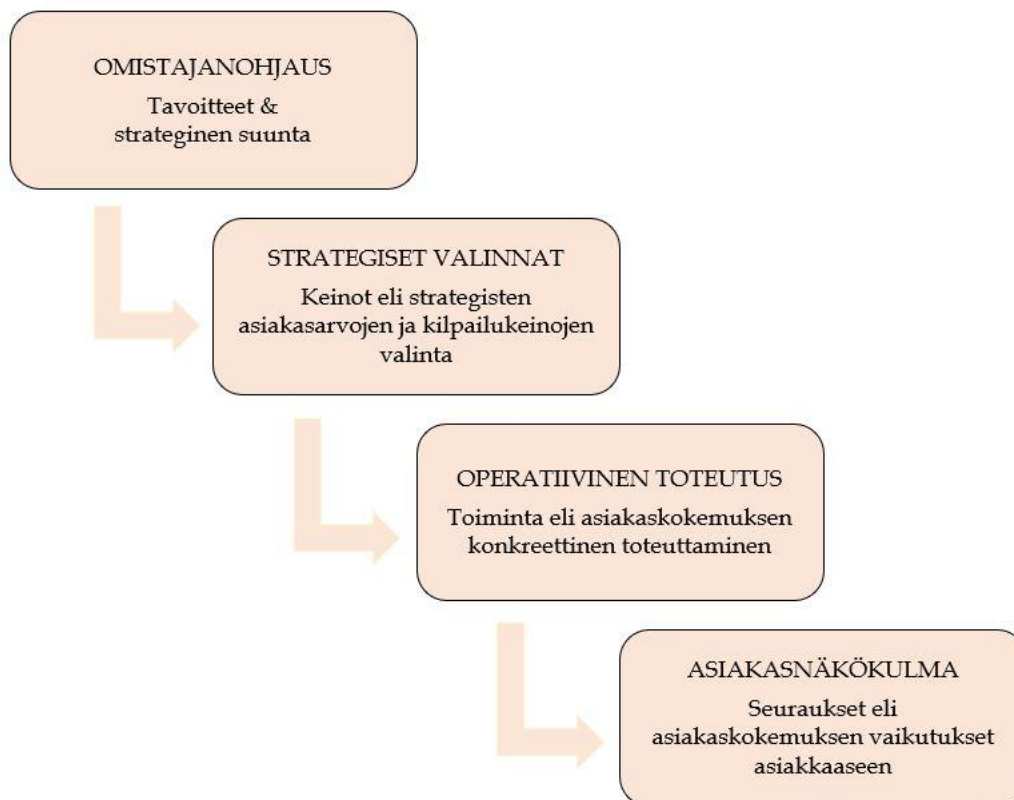 OMISTAJANOHJAUS
Tavoitteet &
strateginen suunta
STRATEGISET VALINNAT
Keinot eli strategisten
asiakasarvojen ja kilpailukeinojen
valinta
OPERATIIVINEN TOTEUTUS
Toiminta eli asiakaskokemuksen
konkreettinen toteuttaminen
ASIAKASNÄKÖKULMA
Seuraukset eli
asiakaskokemuksen vaikutukset
asiakkaaseen